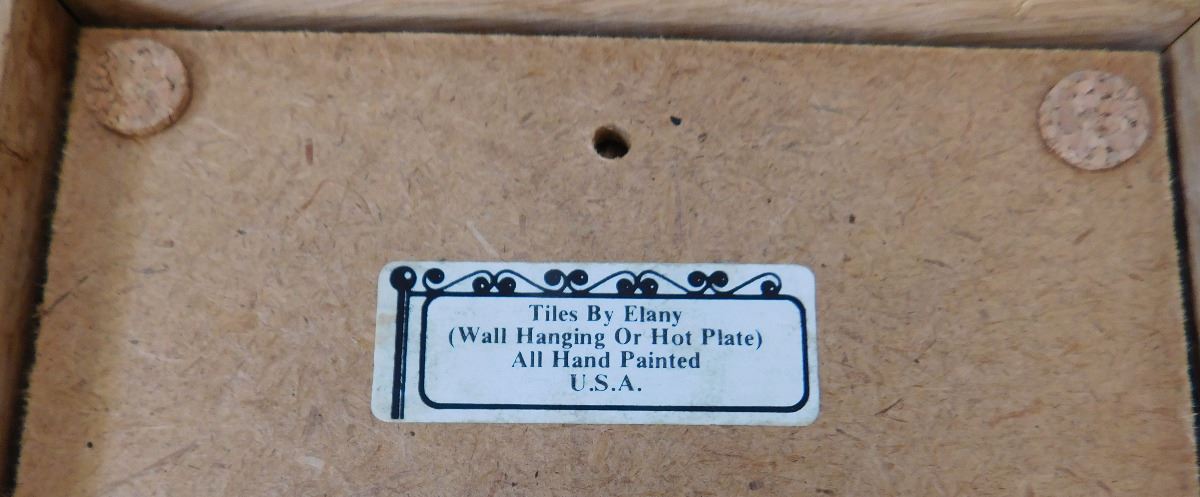 Tiles By Elany
(Wall Hanging Or Hot Plate)
All Hand Painted
U.S.A.